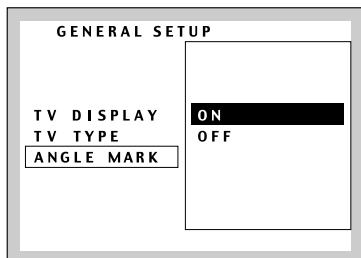 GENERAL SETUP
TV DISPLAY
TV TYPE
ANGLE MARK
ON
OFF